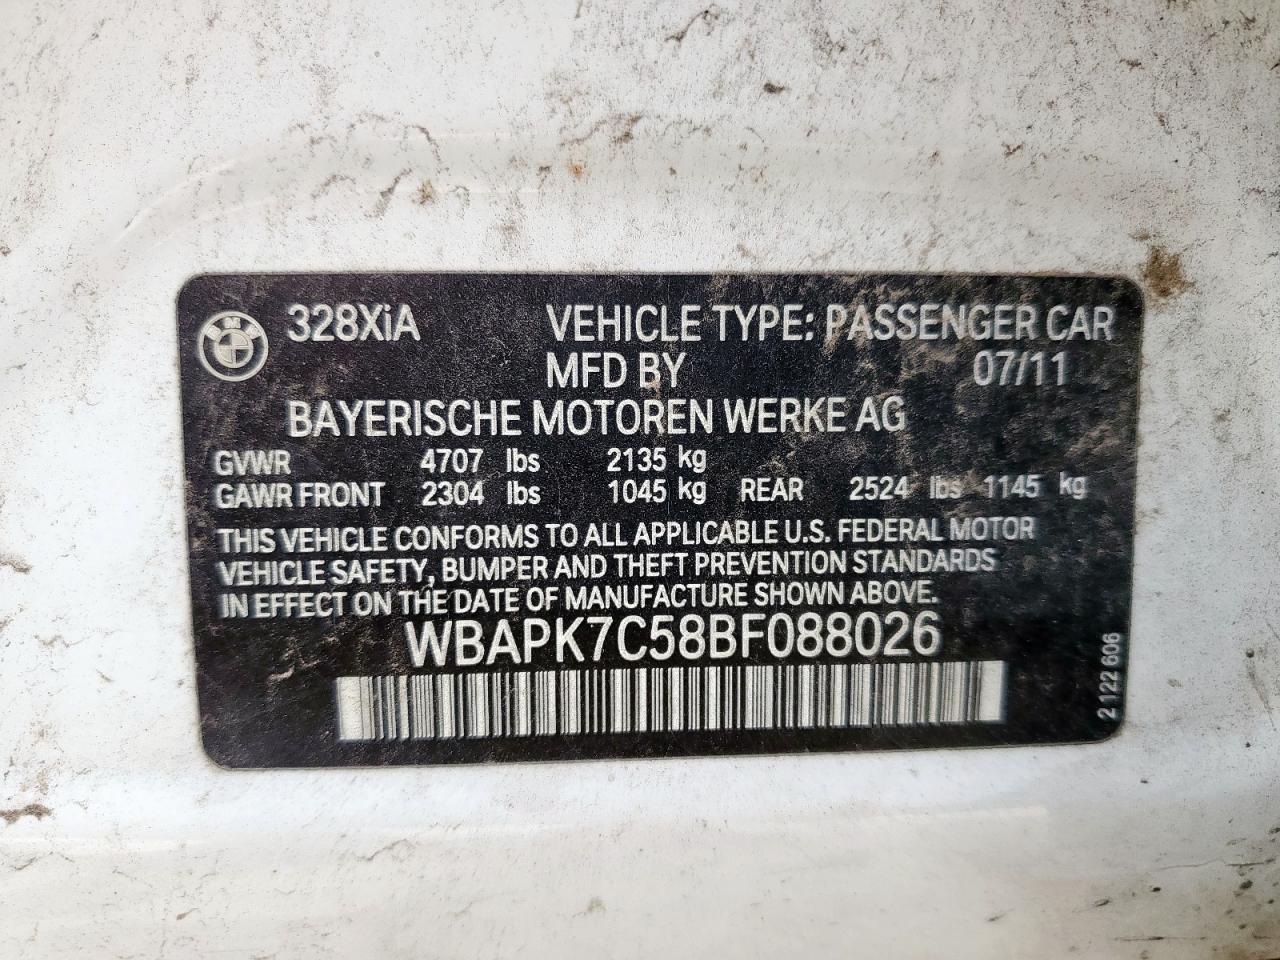 BMW
328XiA VEHICLE TYPE: PASSENGER CAR
MFD BY 07/11
BAYERISCHE MOTOREN WERKE AG
GVWR 4707 lbs 2135 kg
GAWR FRONT 2304 lbs 1045 kg REAR 2524 lbs 1145 kg
THIS VEHICLE CONFORMS TO ALL APPLICABLE U.S. FEDERAL MOTOR
VEHICLE SAFETY, BUMPER AND THEFT PREVENTION STANDARDS
IN EFFECT ON THE DATE OF MANUFACTURE SHOWN ABOVE.
WBAPK7C58BF088026
2 122 606